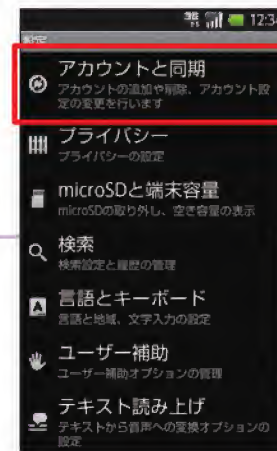 12:34
設定
アカウントと同期
アカウントの追加や削除、アカウント設
定の変更を行います
プライバシー
プライバシーの設定
microSDと端末容量
microSDの取り外し、空き容量の表示
検索
検索設定と履歴の管理
言語とキーボード
言語と地域、文字入力の設定
ユーザー補助
ユーザー補助オプションの管理
テキスト読み上げ
テキストから音声への変換オプションの
設定